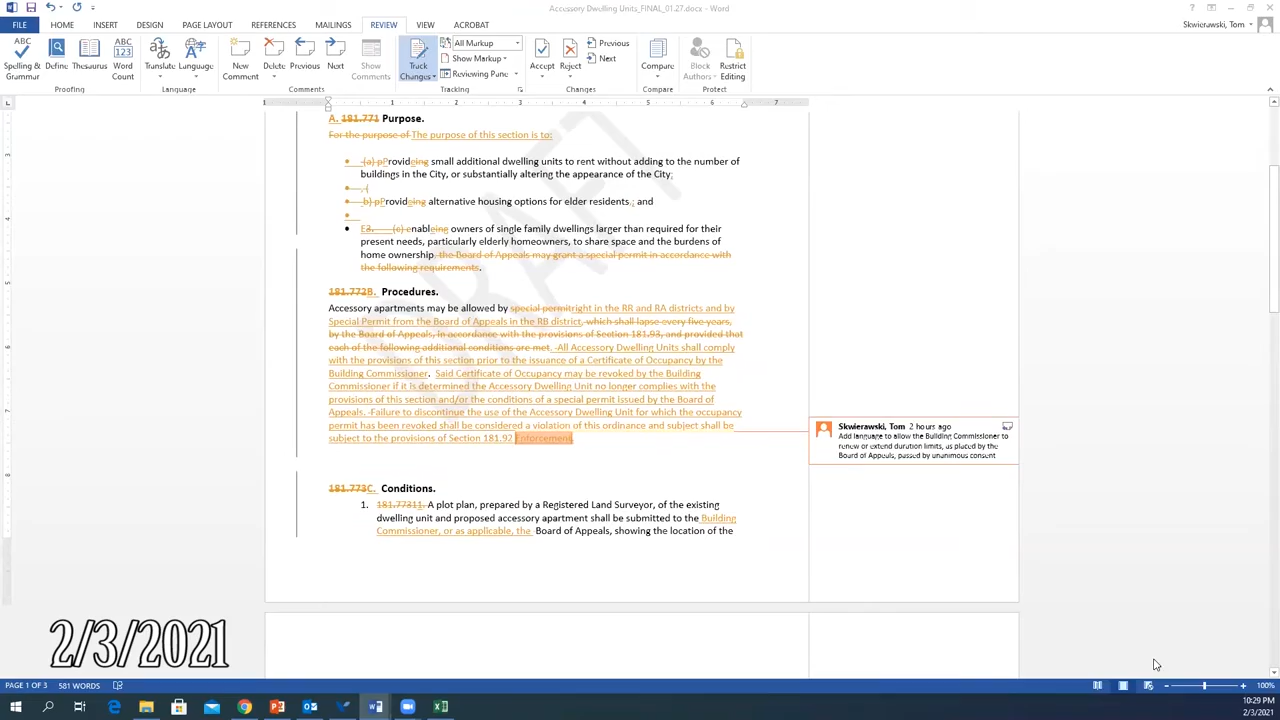 Accussory Dwelling Units_FINAL_01.27.docx - Word
FILE HOME INSERT DESIGN PAGE LAYOUT REFERENCES MAILINGS REVIEW VIEW ACROBAT
Skwierawski, Tom
Spelling & Grammar Define Thesaurus Word Count Translate Language New Comment Delete Previous Next Show Comments Track Changes All Markup Show Markup Reviewing Pane Accept Reject Previous Next Compare Block Authors Restrict Editing
Proofing Language Comments Tracking Changes Compare Protect
A. 181.771 Purpose.
For the purpose of The purpose of this section is to:
(a) pProvideing small additional dwelling units to rent without adding to the number of
buildings in the City, or substantially altering the appearance of the City;
, (
b) pProvideing alternative housing options for elder residents,; and
E3. (c) enableing owners of single family dwellings larger than required for their
present needs, particularly elderly homeowners, to share space and the burdens of
home ownership, the Board of Appeals may grant a special permit in accordance with
the following requirements.
181.772B. Procedures.
Accessory apartments may be allowed by special permitright in the RR and RA districts and by
Special Permit from the Board of Appeals in the RB district, which shall lapse every five years,
by the Board of Appeals, in accordance with the provisions of Section 181.93, and provided that
each of the following additional conditions are met. All Accessory Dwelling Units shall comply
with the provisions of this section prior to the issuance of a Certificate of Occupancy by the
Building Commissioner. Said Certificate of Occupancy may be revoked by the Building
Commissioner if it is determined the Accessory Dwelling Unit no longer complies with the
provisions of this section and/or the conditions of a special permit issued by the Board of
Appeals. Failure to discontinue the use of the Accessory Dwelling Unit for which the occupancy
permit has been revoked shall be considered a violation of this ordinance and subject shall be
subject to the provisions of Section 181.92 Enforcement.
Skwierawski, Tom 2 hours ago
Add language to allow the Building Commissioner to
renew or extend duration limits, as placed by the
Board of Appeals, passed by unanimous consent
181.773C. Conditions.
1. 181.77311. A plot plan, prepared by a Registered Land Surveyor, of the existing
dwelling unit and proposed accessory apartment shall be submitted to the Building
Commissioner, or as applicable, the Board of Appeals, showing the location of the
DRAFT
2/3/2021
PAGE 1 OF 3 581 WORDS 100%
10:29 PM
2/3/2021